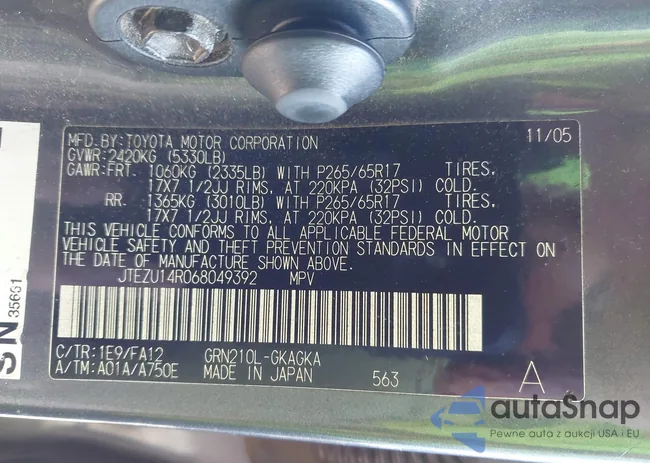 MFD.BY:TOYOTA MOTOR CORPORATION 11/05
GVWR:2420KG (5330LB)
GAWR:FRT. 1060KG (2335LB) WITH P265/65R17 TIRES,
17X7 1/2JJ RIMS, AT 220KPA (32PSI) COLD.
RR. 1365KG (3010LB) WITH P265/65R17 TIRES,
17X7 1/2JJ RIMS, AT 220KPA (32PSI) COLD.
THIS VEHICLE CONFORMS TO ALL APPLICABLE FEDERAL MOTOR
VEHICLE SAFETY AND THEFT PREVENTION STANDARDS IN EFFECT ON
THE DATE OF MANUFACTURE SHOWN ABOVE.
JTEZU14R068049392 MPV
C/TR:1E9/FA12 GRN210L-GKAGKA
A/TM:A01A/A750E MADE IN JAPAN 563 A
SN
35661
autaSnap
Pewne auta z aukcji USA i EU